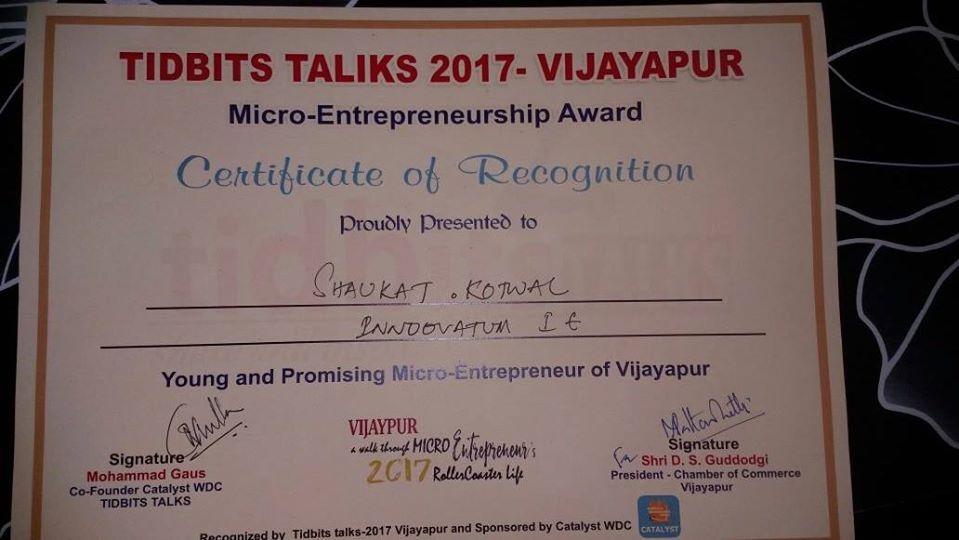 TIDBITS TALIKS 2017- VIJAYAPUR
Micro-Entrepreneurship Award
Certificate of Recognition
Proudly Presented to
SHAUKAT . KOTWAL
INNOOVATUM I E
Young and Promising Micro-Entrepreneur of Vijayapur
Signature
Mohammad Gaus
Co-Founder Catalyst WDC
TIDBITS TALKS
VIJAYPUR
a walk through MICRO Entrepreneur's
2017 RollerCoaster Life
Signature
For Shri D. S. Guddodgi
President - Chamber of Commerce
Vijayapur
Recognized by Tidbits talks-2017 Vijayapur and Sponsored by Catalyst WDC
CATALYST